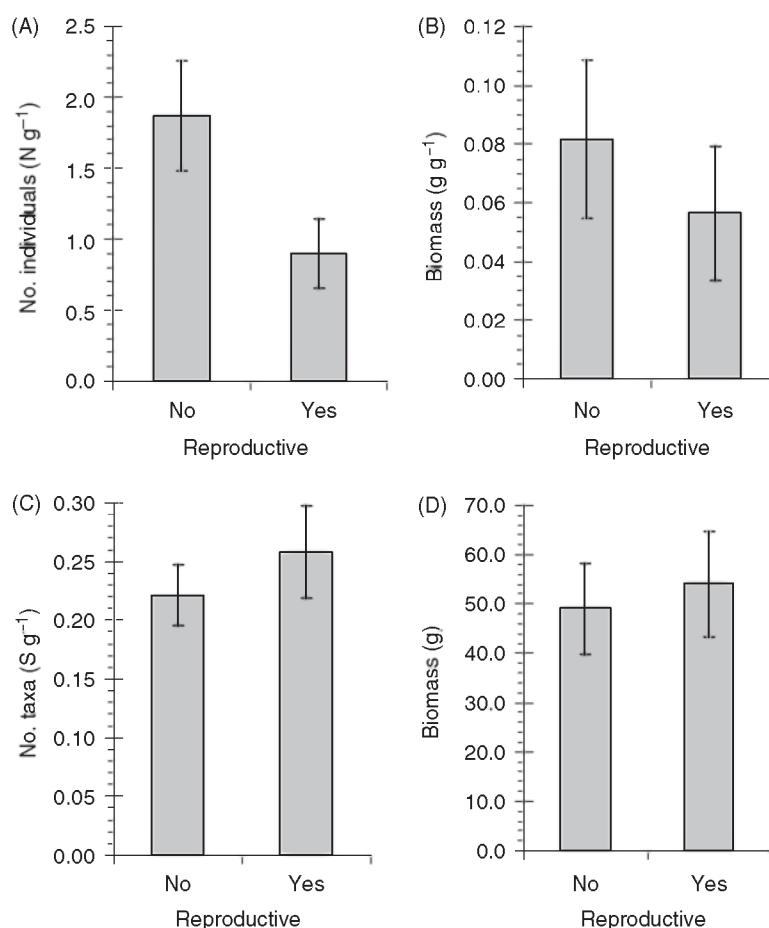 (A)
No. individuals (N g⁻¹)
2.5
2.0
1.5
1.0
0.5
0.0
No Yes
Reproductive
(B)
Biomass (g g⁻¹)
0.12
0.10
0.08
0.06
0.04
0.02
0.00
No Yes
Reproductive
(C)
No. taxa (S g⁻¹)
0.30
0.25
0.20
0.15
0.10
0.05
0.00
No Yes
Reproductive
(D)
Biomass (g)
70.0
60.0
50.0
40.0
30.0
20.0
10.0
0.0
No Yes
Reproductive